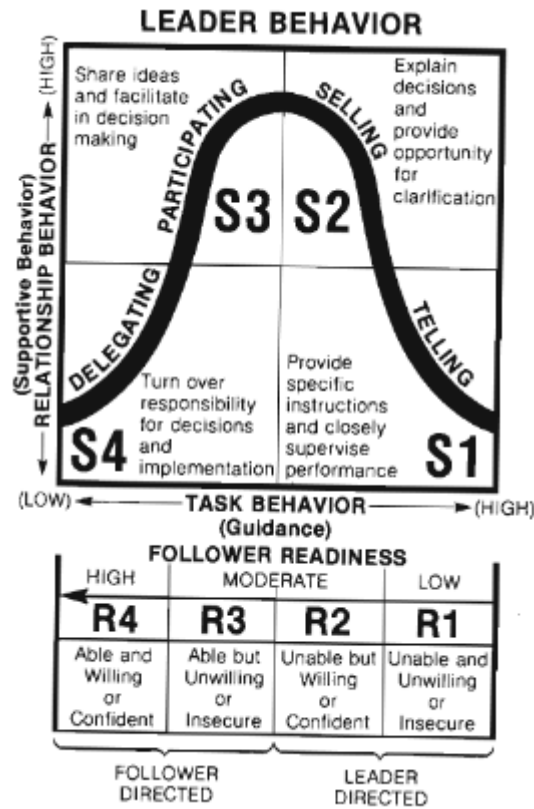 LEADER BEHAVIOR
(HIGH)
Share ideas
and facilitate
in decision
making
Explain
decisions
and
provide
opportunity
for
clarification
PARTICIPATING
SELLING
S3
S2
DELEGATING
TELLING
Turn over
responsibility
for decisions
and
implementation
Provide
specific
instructions
and closely
supervise
performance
S4
S1
(Supportive Behavior)
RELATIONSHIP BEHAVIOR
(LOW)
TASK BEHAVIOR
(HIGH)
(Guidance)
FOLLOWER READINESS
HIGH
MODERATE
LOW
R4
R3
R2
R1
Able and
Willing
or
Confident
Able but
Unwilling
or
Insecure
Unable but
Willing
or
Confident
Unable and
Unwilling
or
Insecure
FOLLOWER
DIRECTED
LEADER
DIRECTED